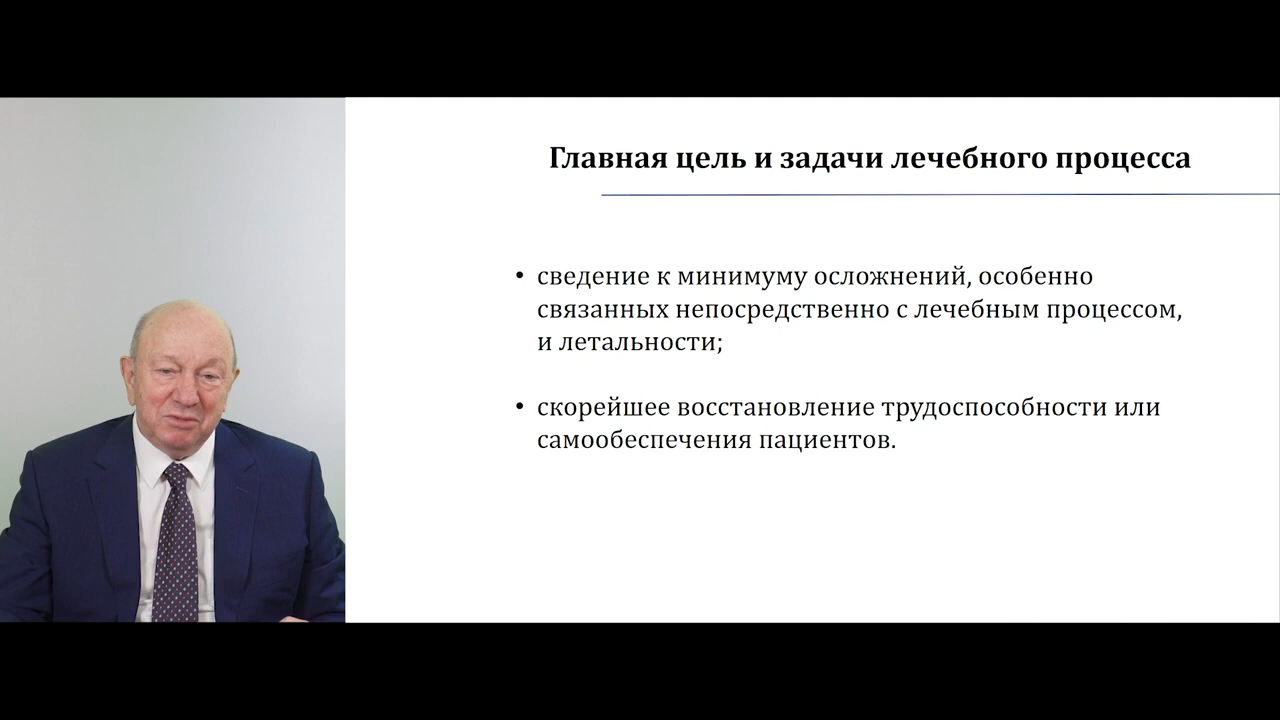 Главная цель и задачи лечебного процесса
• сведение к минимуму осложнений, особенно
связанных непосредственно с лечебным процессом,
и летальности;
• скорейшее восстановление трудоспособности или
самообеспечения пациентов.